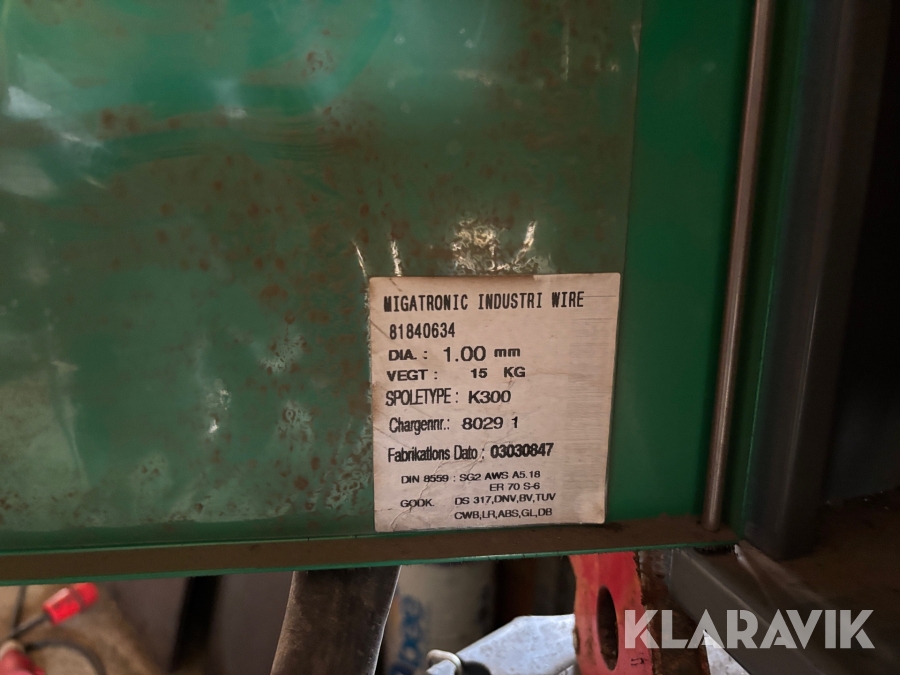 MIGATRONIC INDUSTRI WIRE
81840634
DIA. : 1.00 mm
VEGT : 15 KG
SPOLETYPE : K300
Chargennr.: 8029 1
Fabrikations Dato : 03030847
DIN 8559 : SG2 AWS A5.18
ER 70 S-6
GODK. DS 317,DNV,BV,TUV
CWB,LR,ABS,GL,DB
KLARAVIK